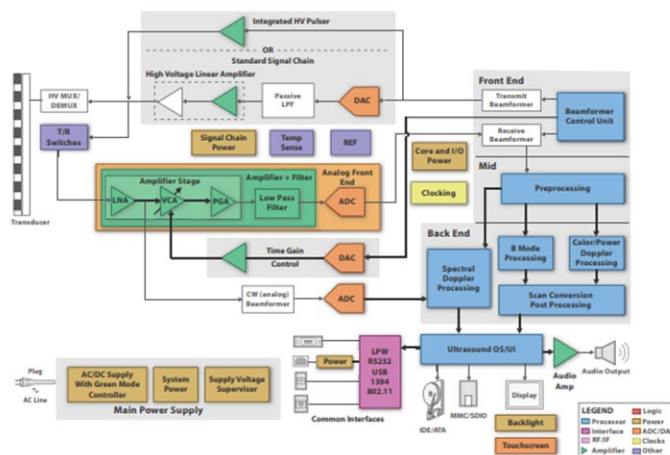 Integrated HV Pulser
OR
Standard Signal Chain
High Voltage Linear Amplifier
HV MUX/
DEMUX
Passive
LPF
DAC
Front End
Transmit
Beamformer
Beamformer
Control Unit
Receive
Beamformer
T/R
Switches
Signal Chain
Power
Temp
Sense
REF
Core and I/O
Power
Mid
Transducer
Amplifier + Filter
Analog Front
End
Amplifier Stage
LNA
VCA
PGA
Low Pass
Filter
ADC
Clocking
Preprocessing
Back End
B Mode
Processing
Color/Power
Doppler
Processing
Time Gain
Control
DAC
Spectral
Doppler
Processing
CW (analog)
Beamformer
ADC
Scan Conversion
Post Processing
LPW
RS232
USB
1394
802.11
Power
Common Interfaces
Ultrasound OS/UI
Audio
Amp
Audio Output
Plug
AC Line
AC/DC Supply
With Green Mode
Controller
System
Power
Supply Voltage
Supervisor
Main Power Supply
IDE/ATA
MMC/SDIO
Display
Backlight
Touchscreen
LEGEND
Processor
Interface
RF/IF
Amplifier
Logic
Power
ADC/DA
Clocks
Other